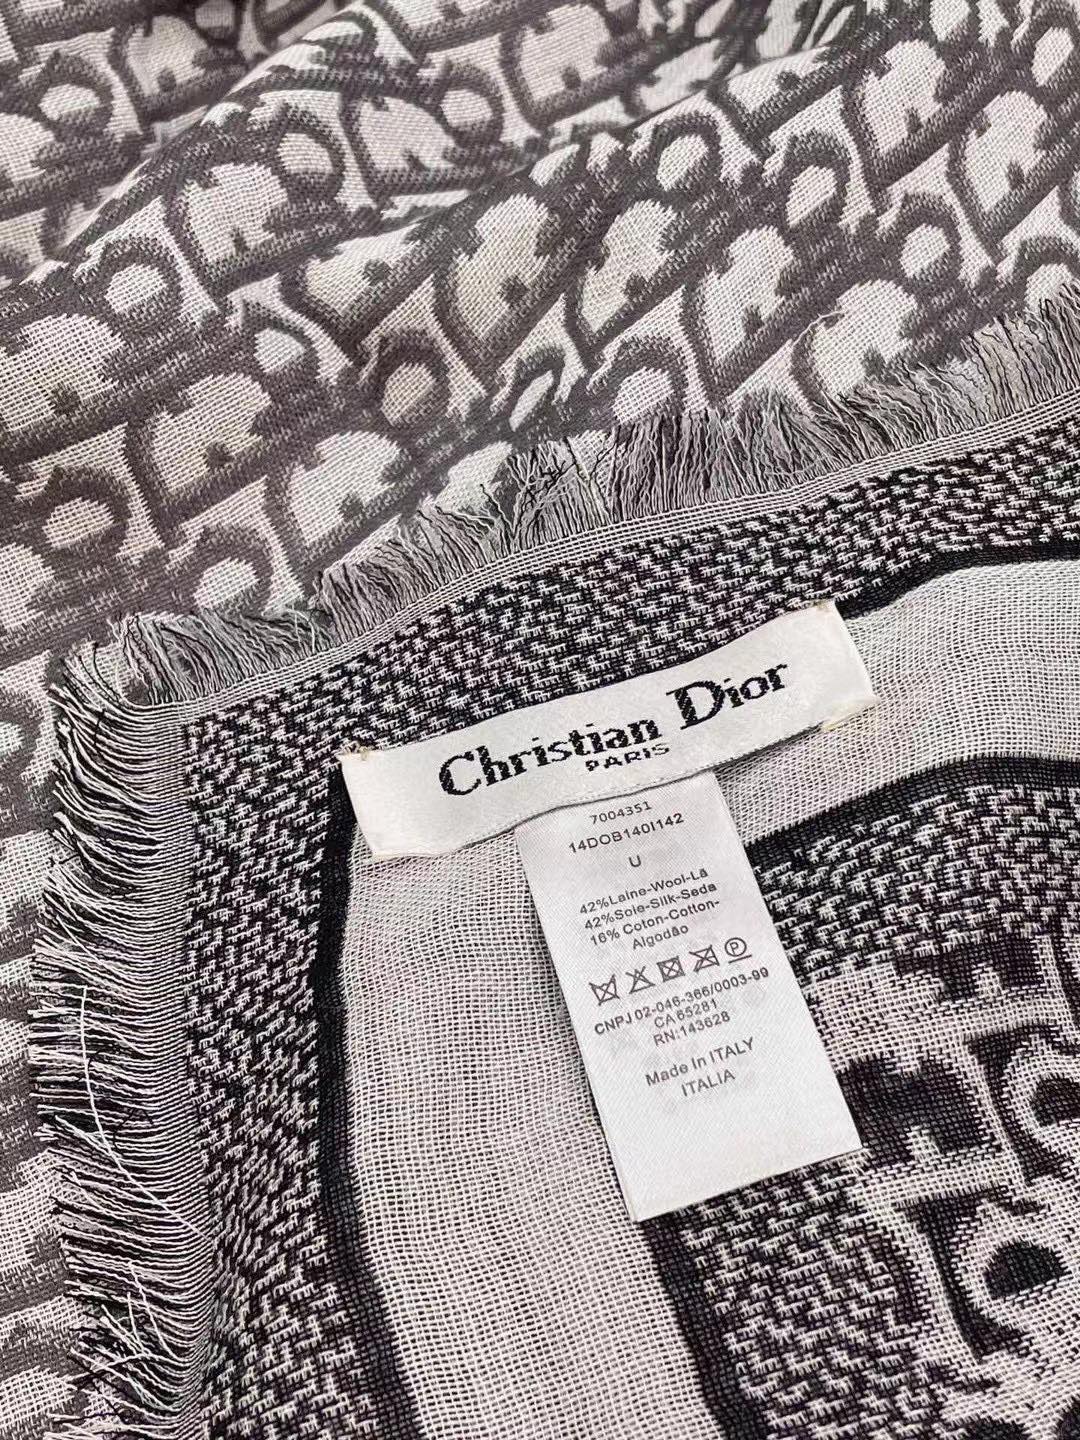 Christian Dior
PARIS
7004351
14DOB140I142
U
42%Laine-Wool-Lã
42%Soie-Silk-Seda
16% Coton-Cotton-
Algodão
CNPJ 02-046-366/0003-99
CA 65281
RN:143628
Made in ITALY
ITALIA